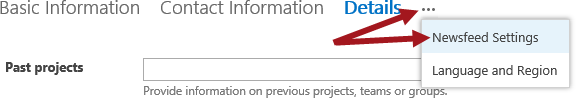 Basic Information Contact Information Details ...
Newsfeed Settings
Past projects
Language and Region
Provide information on previous projects, teams or groups.